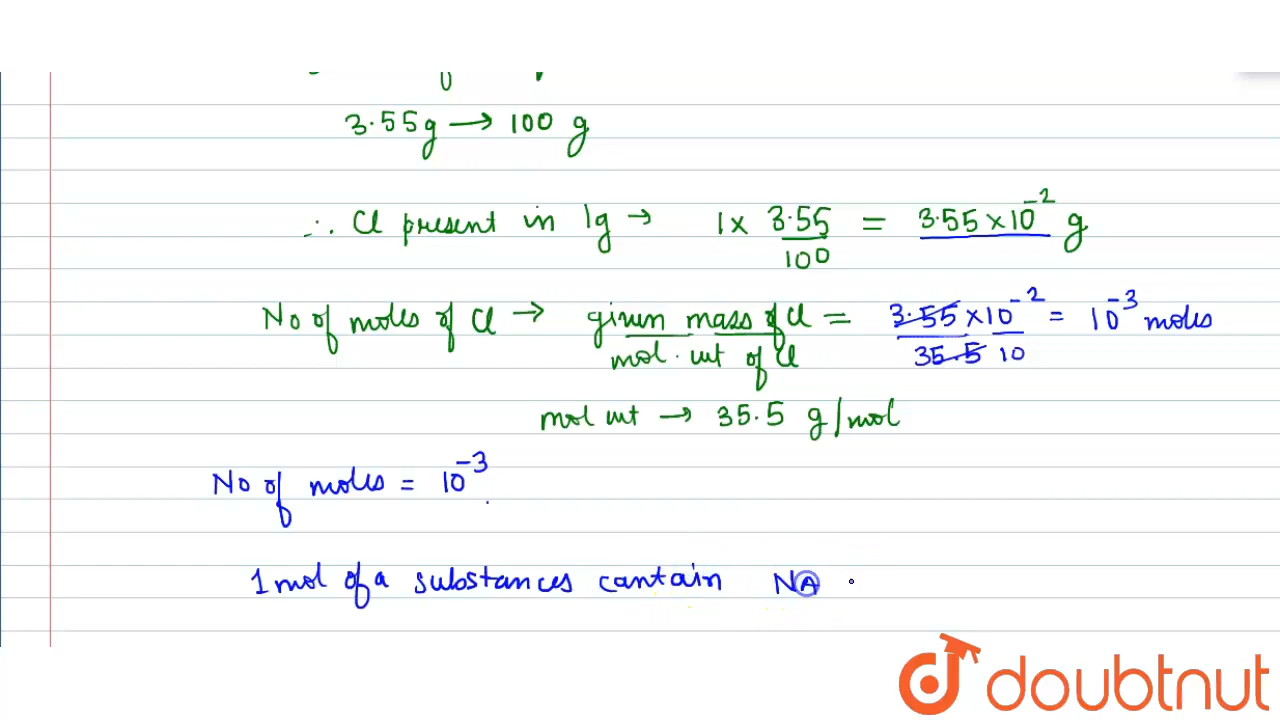 3.55g → 100 g
∴ Cl present in 1g → 1 x 3.55/100 = 3.55 x 10⁻² g
No of moles of Cl → given mass of Cl / mol. wt of Cl = 3.55 x 10⁻² / 35.5 10 = 10⁻³ moles
mol wt → 35.5 g/mol
No of moles = 10⁻³
1 mol of a substances cantain NA
doubtnut